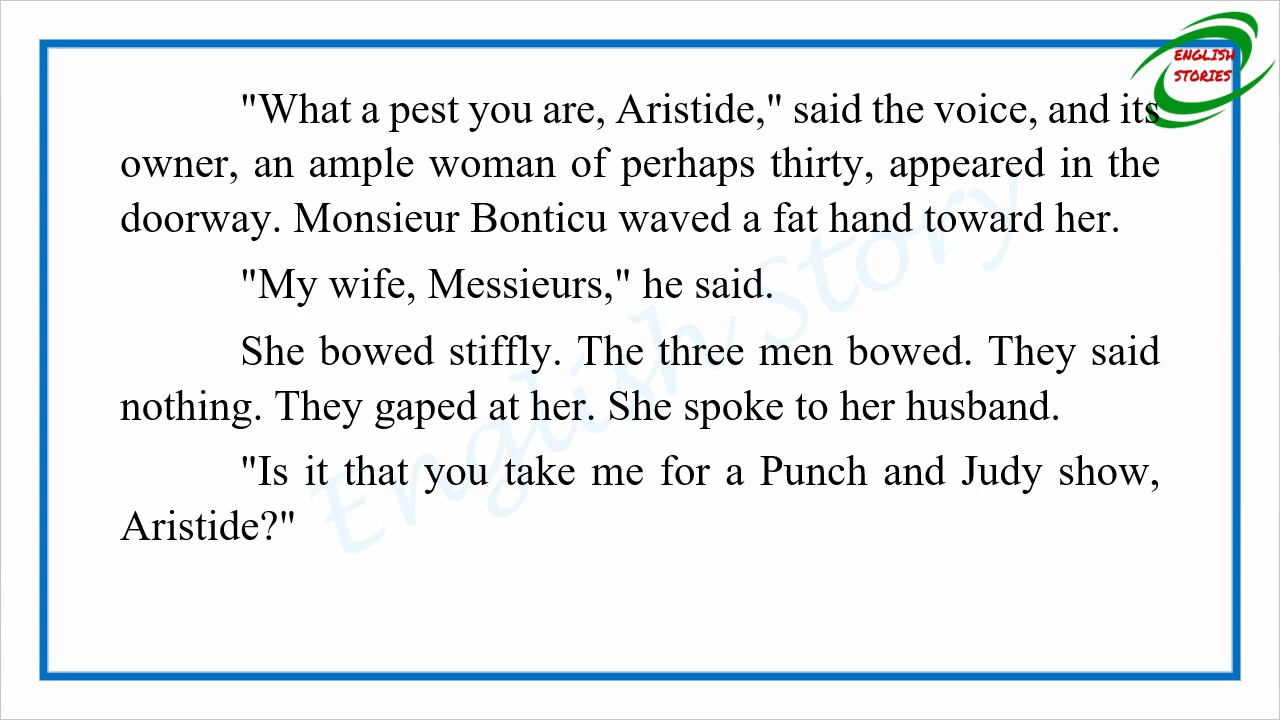 ENGLISH
STORIES
"What a pest you are, Aristide," said the voice, and its
owner, an ample woman of perhaps thirty, appeared in the
doorway. Monsieur Bonticu waved a fat hand toward her.
"My wife, Messieurs," he said.
She bowed stiffly. The three men bowed. They said
nothing. They gaped at her. She spoke to her husband.
"Is it that you take me for a Punch and Judy show,
Aristide?"
English Story